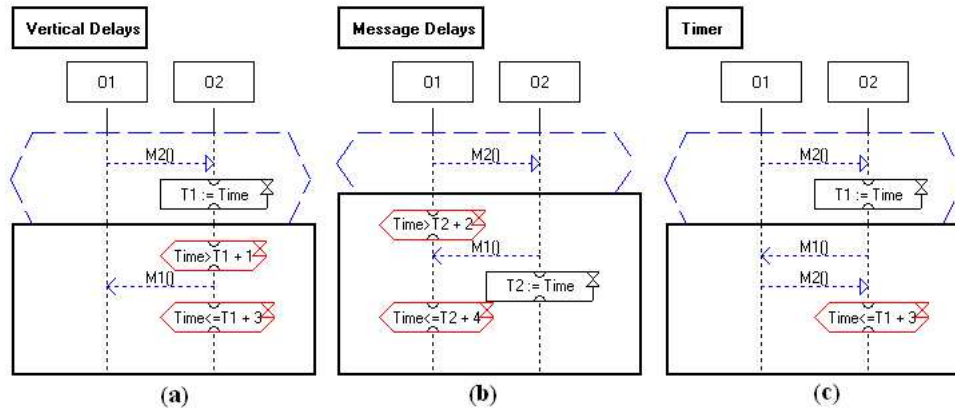 Vertical Delays
O1
O2
M2()
T1 := Time
Time>T1 + 1
M1()
Time<=T1 + 3
(a)
Message Delays
O1
O2
M2()
Time>T2 + 2
M1()
T2 := Time
Time<=T2 + 4
(b)
Timer
O1
O2
M2()
T1 := Time
M1()
M2()
Time<=T1 + 3
(c)